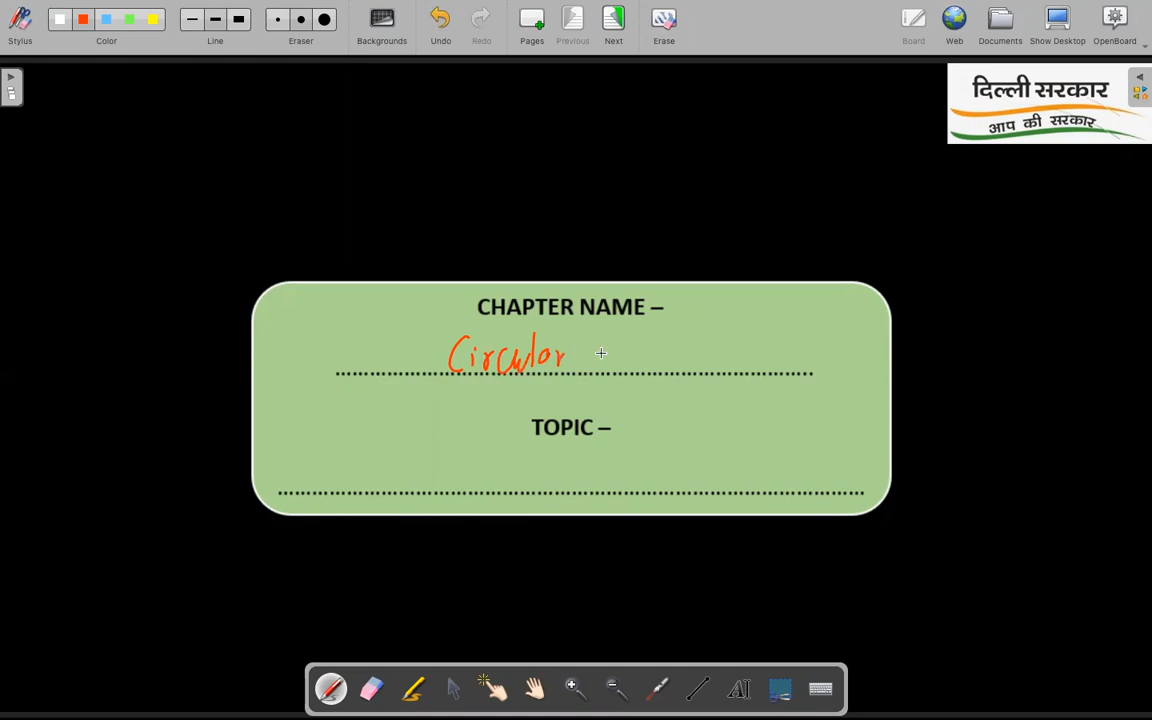 Stylus Color Line Eraser Backgrounds Undo Redo Pages Previous Next Erase Board Web Documents Show Desktop OpenBoard
दिल्ली सरकार
आप की सरकार
CHAPTER NAME –
Circular
………………………………………………………………………..
TOPIC –
…………………………………………………………………………………………
AI